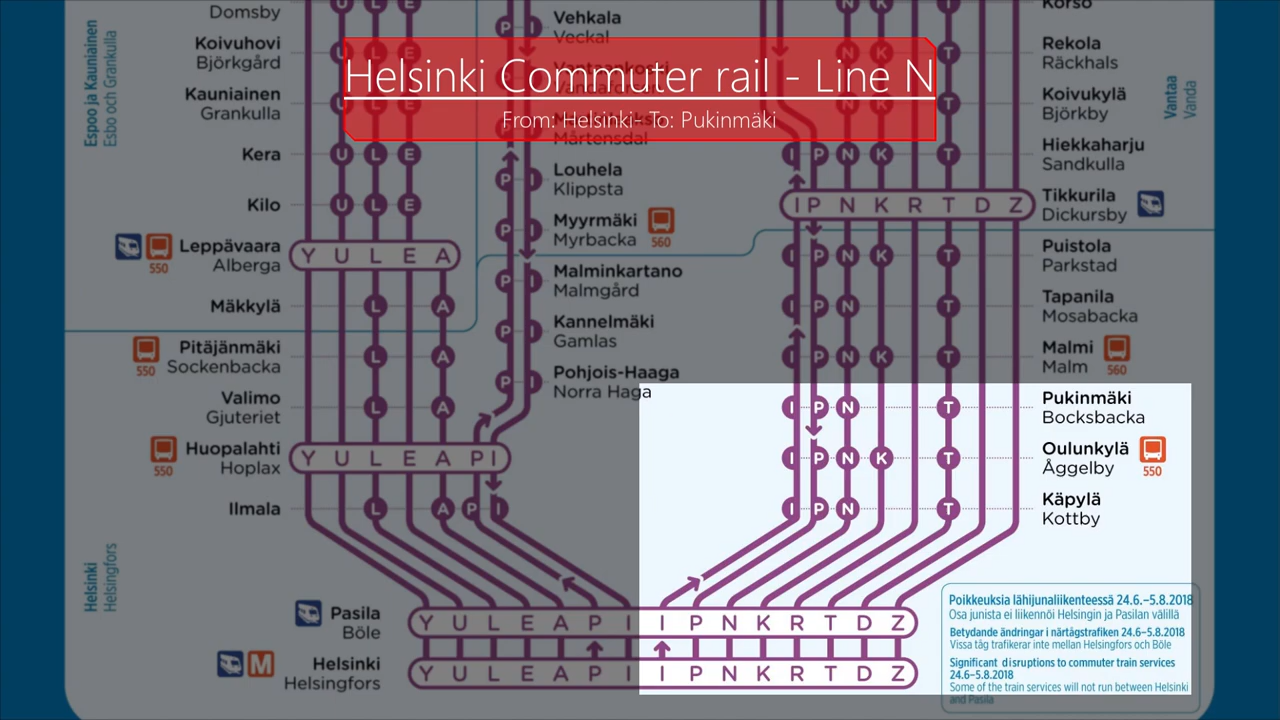 Helsinki Commuter rail - Line N
From: Helsinki- To: Pukinmäki
Espoo ja Kauniainen
Esbo och Grankulla
Domsby
Koivuhovi
Björkgård
Kauniainen
Grankulla
Kera
U L E
Kilo
U L E
Leppävaara
Alberga
550
Y U L E A
Mäkkylä
L A
Pitäjänmäki
Sockenbacka
550
L A
Valimo
Gjuteriet
L A
Huopalahti
Hoplax
550
Y U L E A P I
Ilmala
L A P I
Helsinki
Helsingfors
Pasila
Böle
Y U L E A P I I P N K R T D Z
Helsinki
Helsingfors
M
Y U L E A P I I P N K R T D Z
Vehkala
Veckal
P I
Mårtensdal
Louhela
Klippsta
P I
Myyrmäki
Myrbacka
560
P I
Malminkartano
Malmgård
P I
Kannelmäki
Gamlas
P I
Pohjois-Haaga
Norra Haga
P I
Korso
Rekola
Räckhals
T
Koivukylä
Björkby
T
Vantaa
Vanda
Hiekkaharju
Sandkulla
I P N K T
Tikkurila
Dickursby
I P N K R T D Z
Puistola
Parkstad
I P N K T
Tapanila
Mosabacka
I P N T
Malmi
Malm
560
I P N K T
Pukinmäki
Bocksbacka
I P N T
Oulunkylä
Åggelby
550
I P N K T
Käpylä
Kottby
I P N T
Poikkeuksia lähijunaliikenteessä 24.6.–5.8.2018
Osa junista ei liikennöi Helsingin ja Pasilan välillä
Betydande ändringar i närtågstrafiken 24.6–5.8.2018
Vissa tåg trafikerar inte mellan Helsingfors och Böle
Significant disruptions to commuter train services
24.6–5.8.2018
Some of the train services will not run between Helsinki
and Pasila